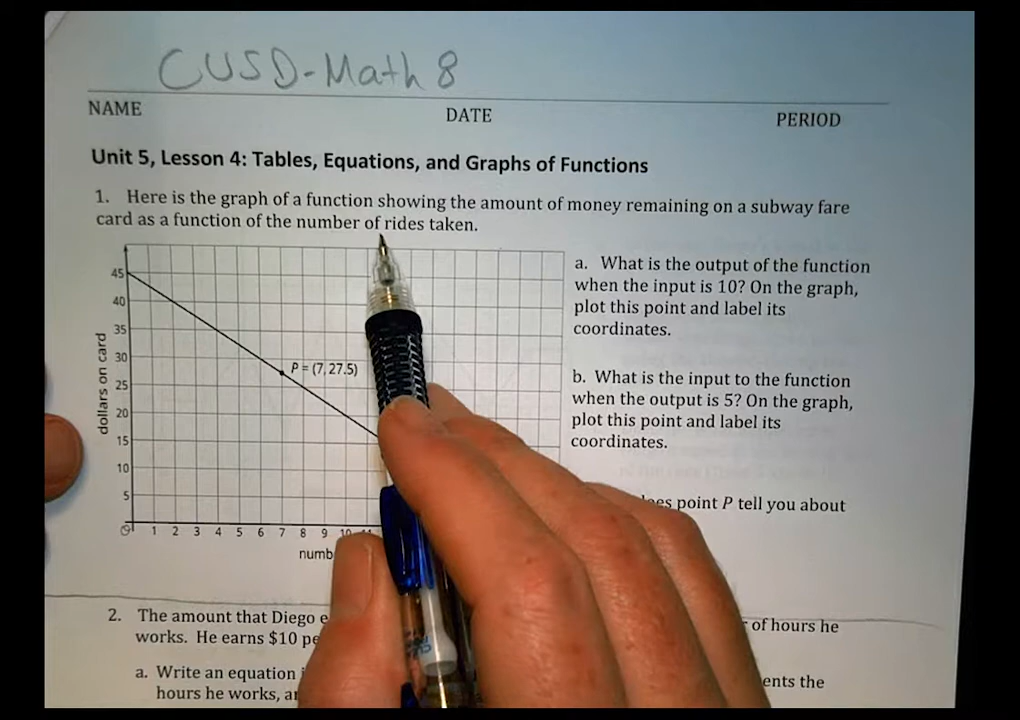 CUSD-Math 8
NAME DATE PERIOD
Unit 5, Lesson 4: Tables, Equations, and Graphs of Functions
1. Here is the graph of a function showing the amount of money remaining on a subway fare
card as a function of the number of rides taken.
45
40
35
30
25
20
15
10
5
dollars on card
P = (7, 27.5)
O 1 2 3 4 5 6 7 8 9 10
a. What is the output of the function
when the input is 10? On the graph,
plot this point and label its
coordinates.
b. What is the input to the function
when the output is 5? On the graph,
plot this point and label its
coordinates.
point P tell you about
2. The amount that Diego
of hours he
works. He earns $10
a. Write an equation
the
hours he works,